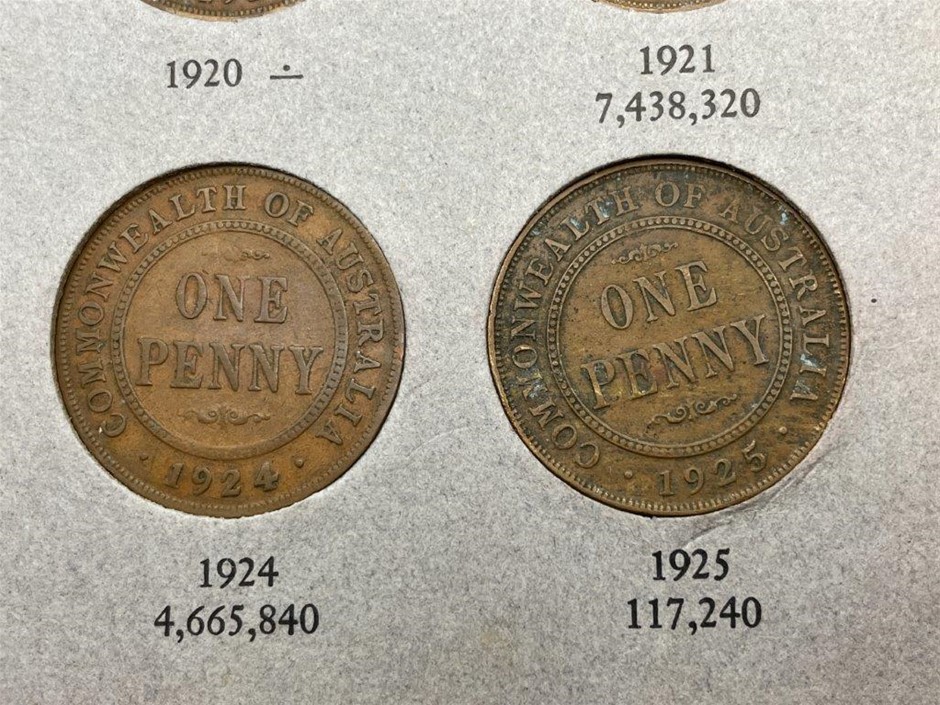 1920 ÷
1921
7,438,320
COMMONWEALTH OF AUSTRALIA
ONE
PENNY
· 1924 ·
COMMONWEALTH OF AUSTRALIA
ONE
PENNY
· 1925 ·
1924
4,665,840
1925
117,240